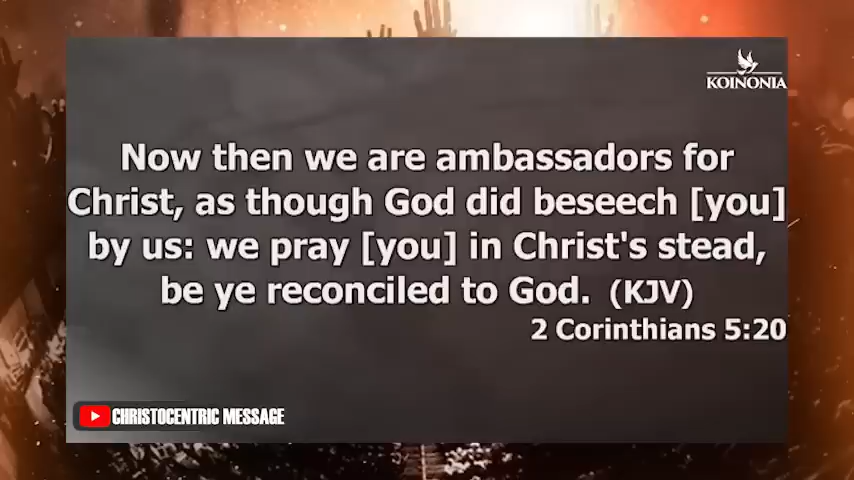 KOINONIA
Now then we are ambassadors for
Christ, as though God did beseech [you]
by us: we pray [you] in Christ's stead,
be ye reconciled to God. (KJV)
2 Corinthians 5:20
CHRISTOCENTRIC MESSAGE